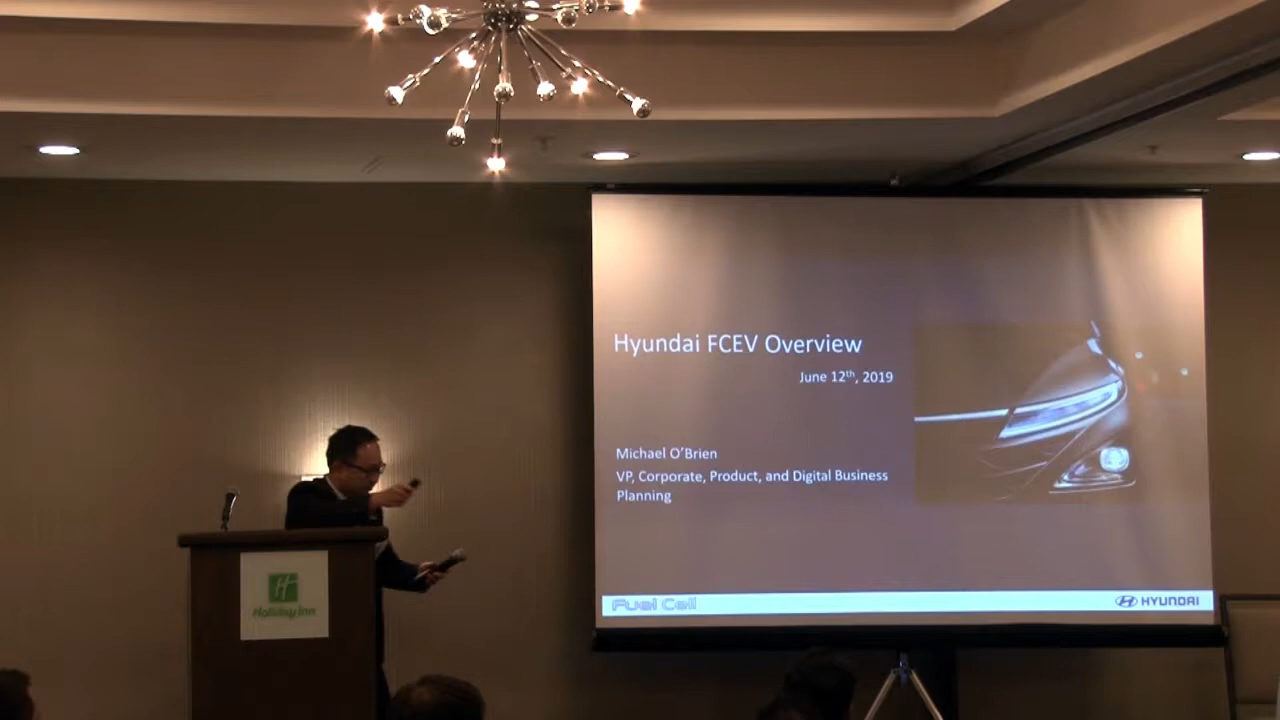 Hyundai FCEV Overview
June 12th, 2019
Michael O'Brien
VP, Corporate, Product, and Digital Business
Planning
Fuel Cell
HYUNDAI
H
Holiday Inn